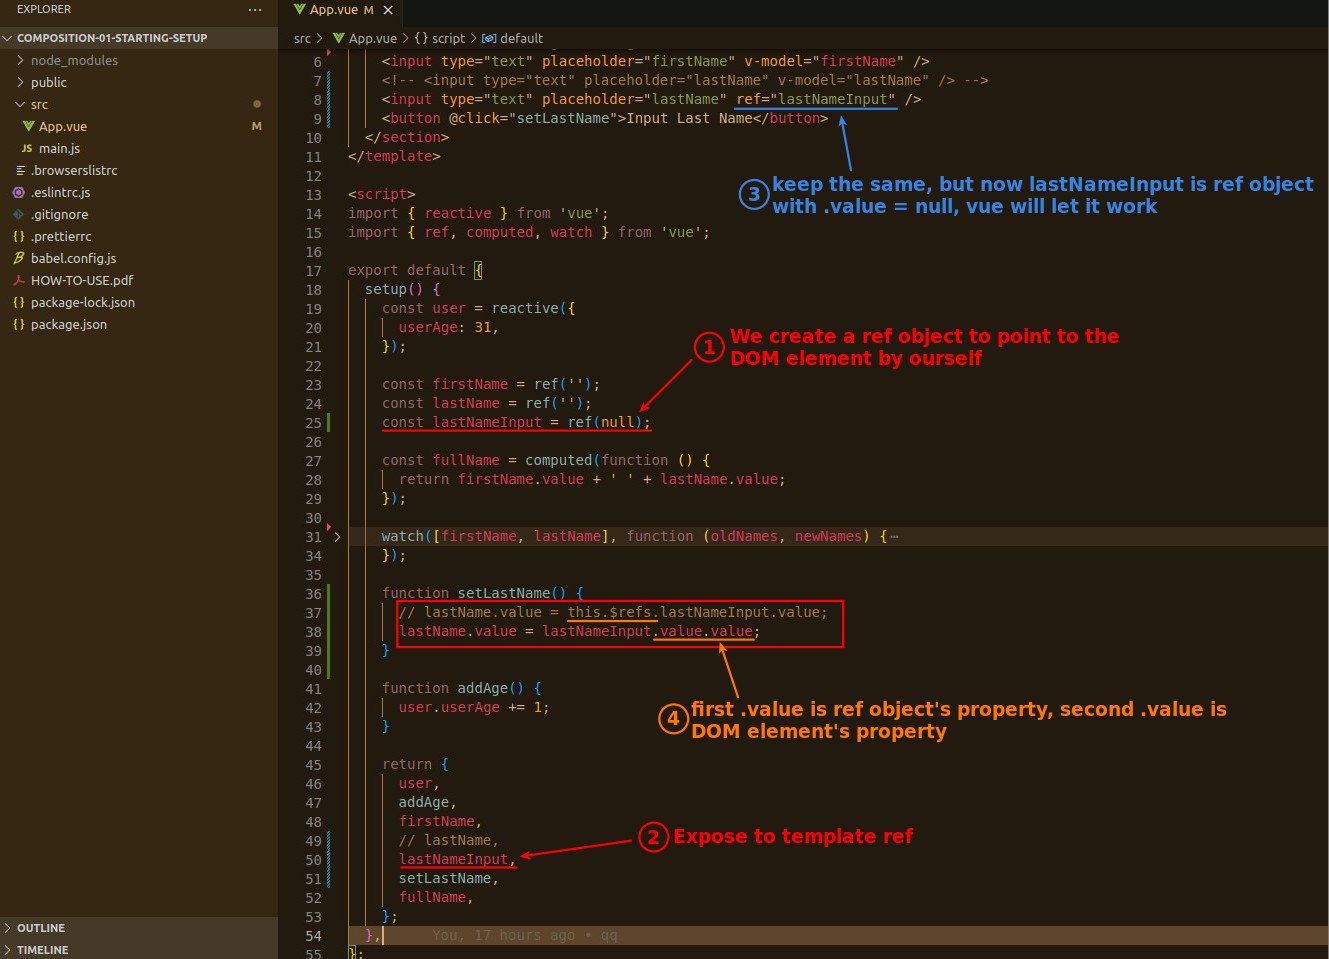 EXPLORER
App.vue M
COMPOSITION-01-STARTING-SETUP
node_modules
public
src
App.vue M
main.js
.browserslistrc
.eslintrc.js
.gitignore
.prettierrc
babel.config.js
HOW-TO-USE.pdf
package-lock.json
package.json
OUTLINE
TIMELINE
src > App.vue > {} script > default
6 <input type="text" placeholder="firstName" v-model="firstName" />
7 <!-- <input type="text" placeholder="lastName" v-model="lastName" /> -->
8 <input type="text" placeholder="lastName" ref="lastNameInput" />
9 <button @click="setLastName">Input Last Name</button>
10 </section>
11 </template>
12
③ keep the same, but now lastNameInput is ref object
with .value = null, vue will let it work
13 <script>
14 import { reactive } from 'vue';
15 import { ref, computed, watch } from 'vue';
16
17 export default {
18 setup() {
19 const user = reactive({
20 userAge: 31,
21 });
22
① We create a ref object to point to the
DOM element by ourself
23 const firstName = ref('');
24 const lastName = ref('');
25 const lastNameInput = ref(null);
26
27 const fullName = computed(function () {
28 return firstName.value + ' ' + lastName.value;
29 });
30
31 watch([firstName, lastName], function (oldNames, newNames) { ⋯
34 });
35
36 function setLastName() {
37 // lastName.value = this.$refs.lastNameInput.value;
38 lastName.value = lastNameInput.value.value;
39 }
40
41 function addAge() {
42 user.userAge += 1;
43 }
44
④ first .value is ref object's property, second .value is
DOM element's property
45 return {
46 user,
47 addAge,
48 firstName,
49 // lastName,
50 lastNameInput,
51 setLastName,
52 fullName,
53 };
② Expose to template ref
54 }, You, 17 hours ago • qq
55 };